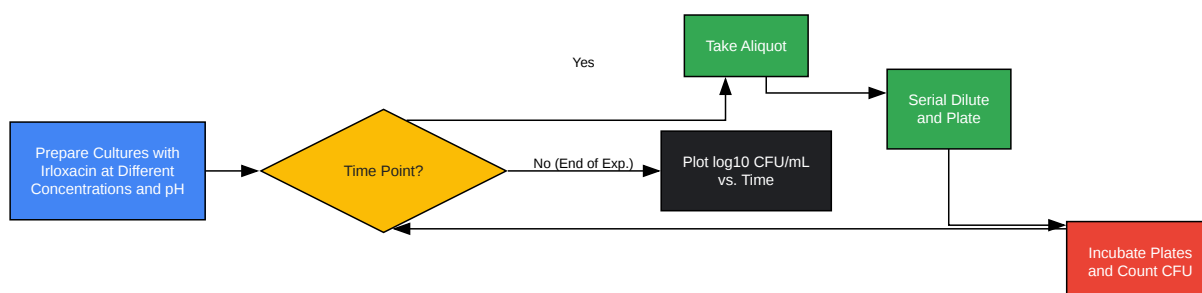 Prepare Cultures with
Irloxacin at Different
Concentrations and pH
Time Point?
Yes
Take Aliquot
Serial Dilute
and Plate
No (End of Exp.)
Plot log10 CFU/mL
vs. Time
Incubate Plates
and Count CFU